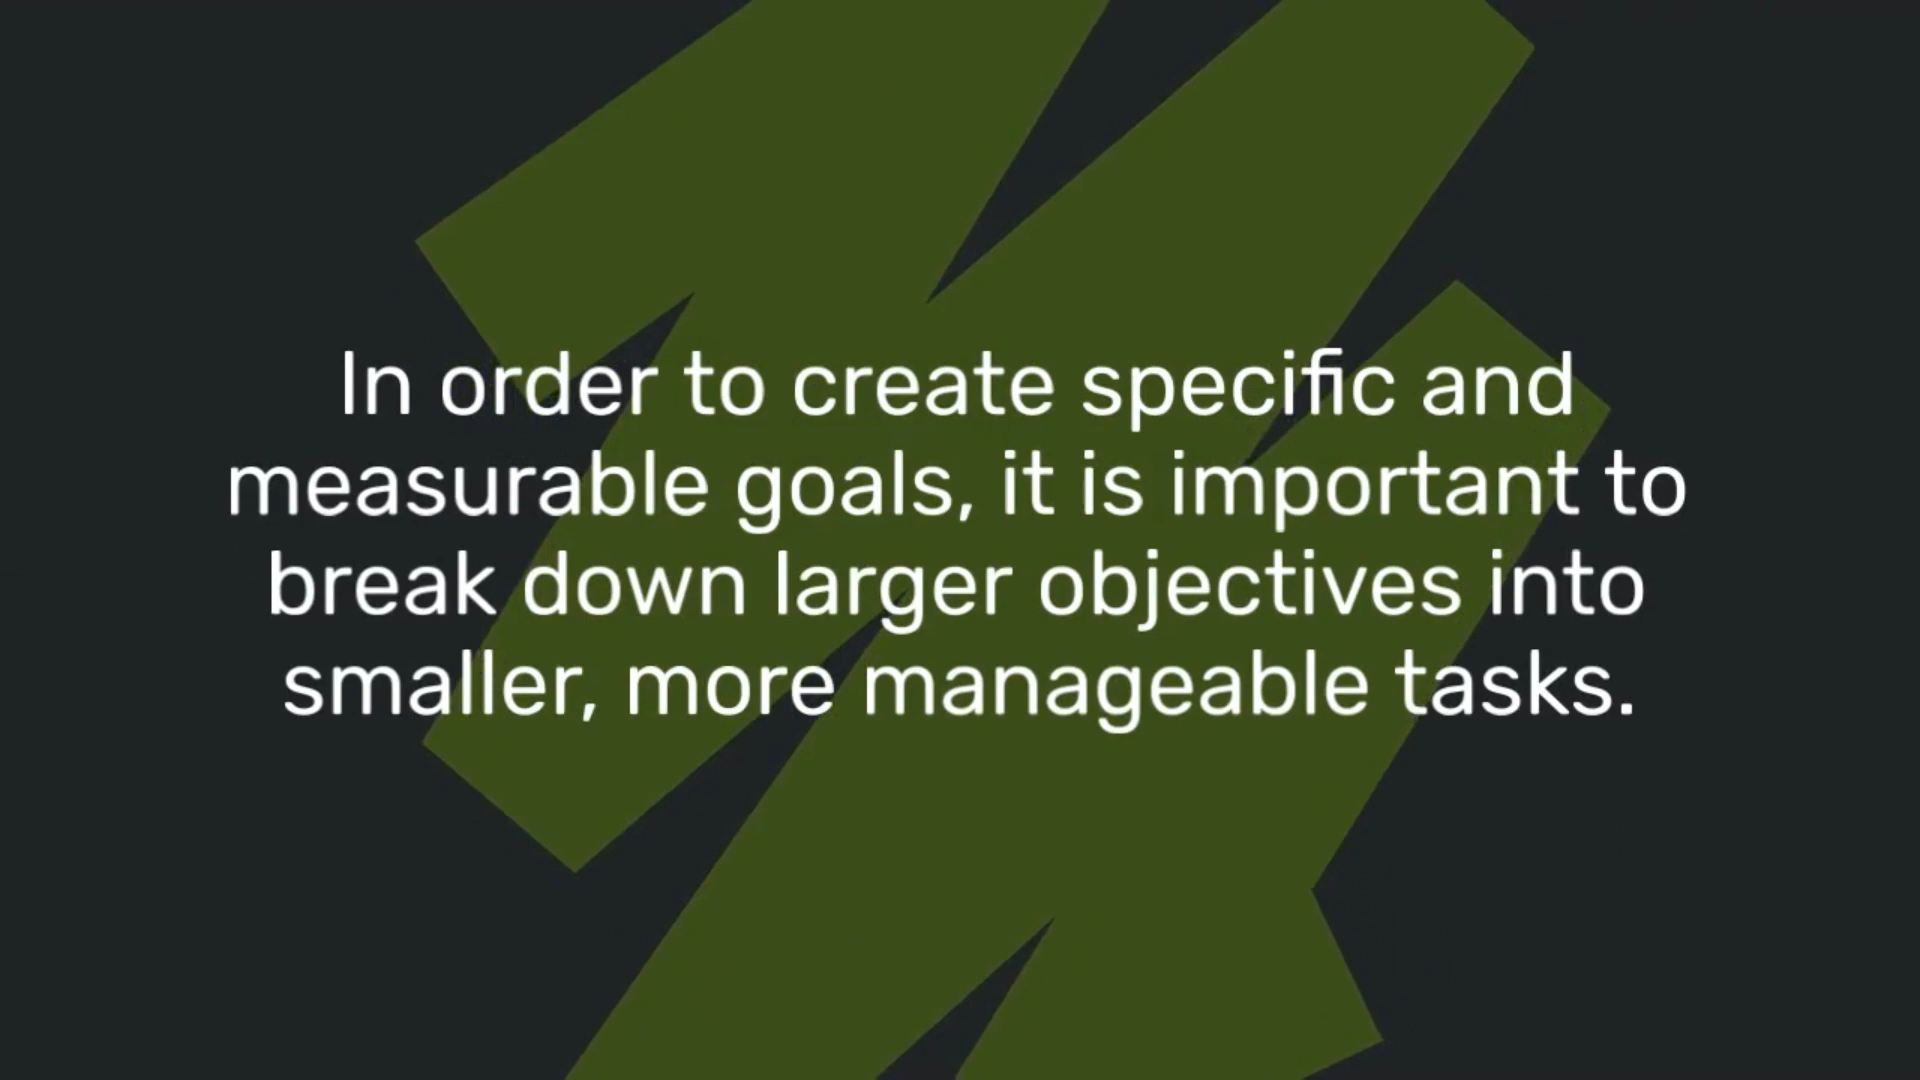 In order to create specific and
measurable goals, it is important to
break down larger objectives into
smaller, more manageable tasks.